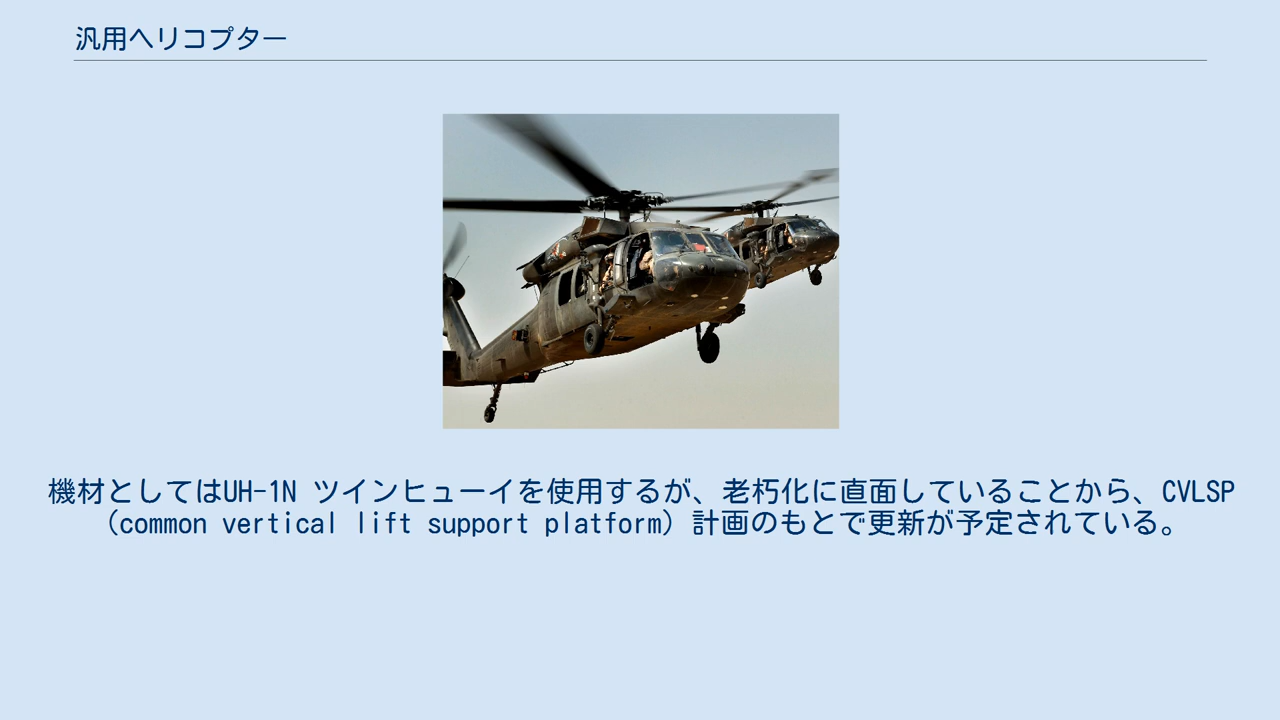 汎用ヘリコプター
機材としてはUH-1N ツインヒューイを使用するが、老朽化に直面していることから、CVLSP
（common vertical lift support platform）計画のもとで更新が予定されている。